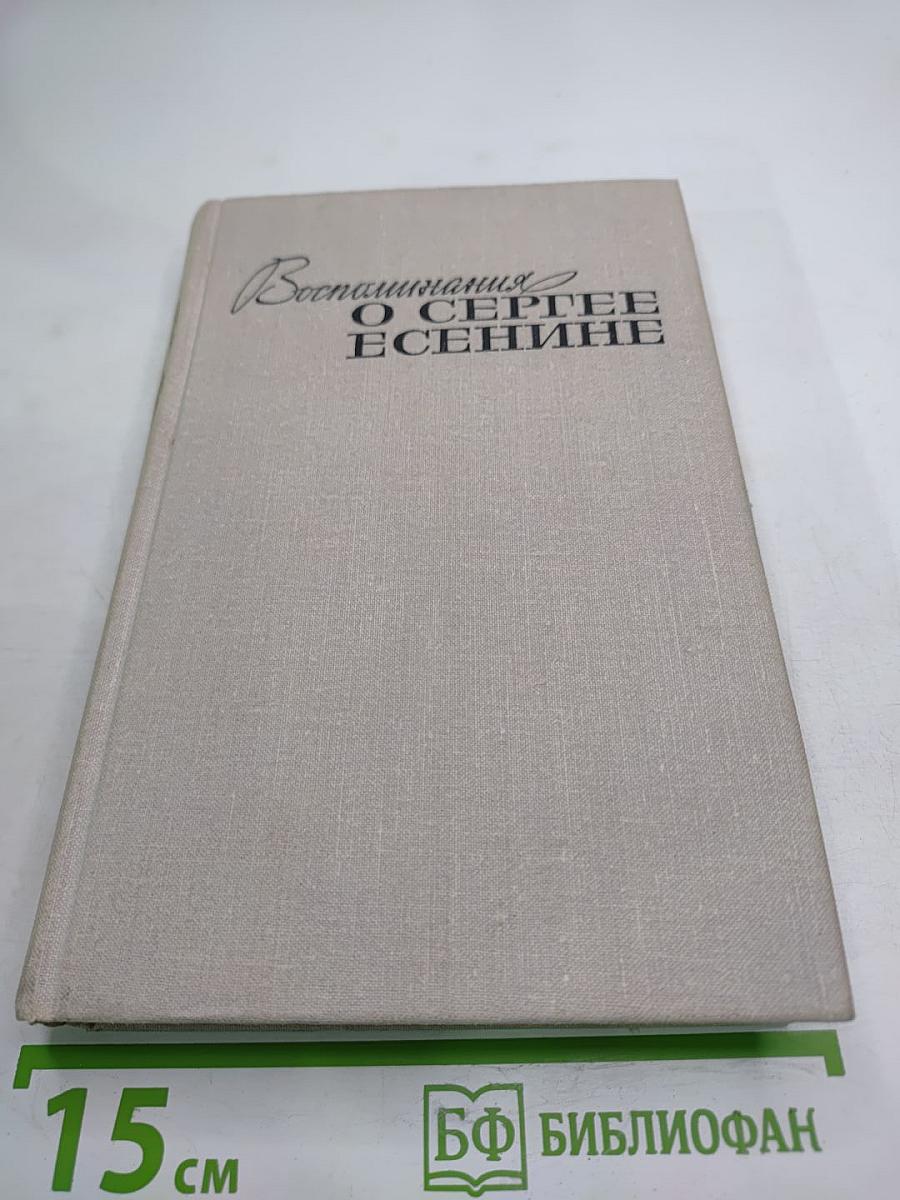 Воспоминания
О СЕРГЕЕ
ЕСЕНИНЕ
15 см
БФ БИБЛИОФАН